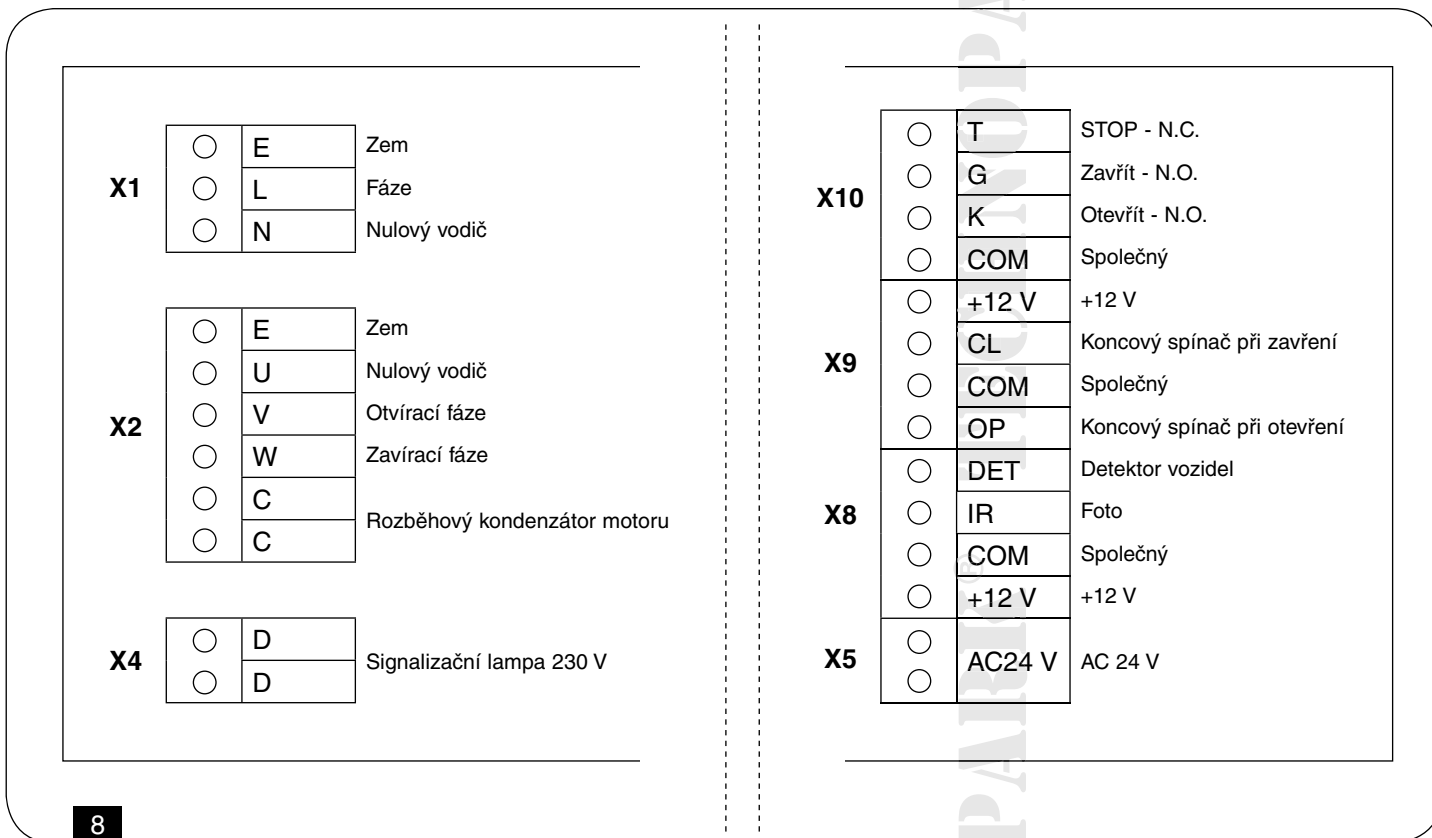 X1
E Zem
L Fáze
N Nulový vodič
X2
E Zem
U Nulový vodič
V Otvírací fáze
W Zavírací fáze
C
C
Rozběhový kondenzátor motoru
X4
D
D
Signalizační lampa 230 V
X10
T STOP - N.C.
G Zavřít - N.O.
K Otevřít - N.O.
COM Společný
X9
+12 V +12 V
CL Koncový spínač při zavření
COM Společný
OP Koncový spínač při otevření
X8
DET Detektor vozidel
IR Foto
COM Společný
+12 V +12 V
X5
AC24 V AC 24 V
8
TECHNOPA
PARK®